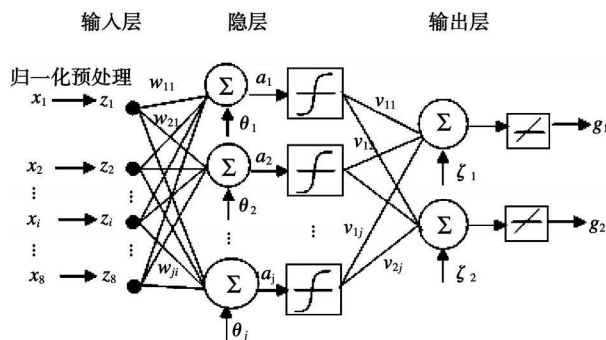 输入层 隐层 输出层
归一化预处理
x₁ z₁ w₁₁ Σ a₁ v₁₁ g₁
w₂₁ θ₁ Σ
x₂ z₂ Σ a₂ v₁₂ ζ₁
⋮ ⋮ θ₂
xᵢ zᵢ v₁ⱼ Σ g₂
⋮ ⋮ ⋮ ⋮
x₈ z₈ wⱼᵢ Σ aⱼ v₂ⱼ ζ₂
θⱼ